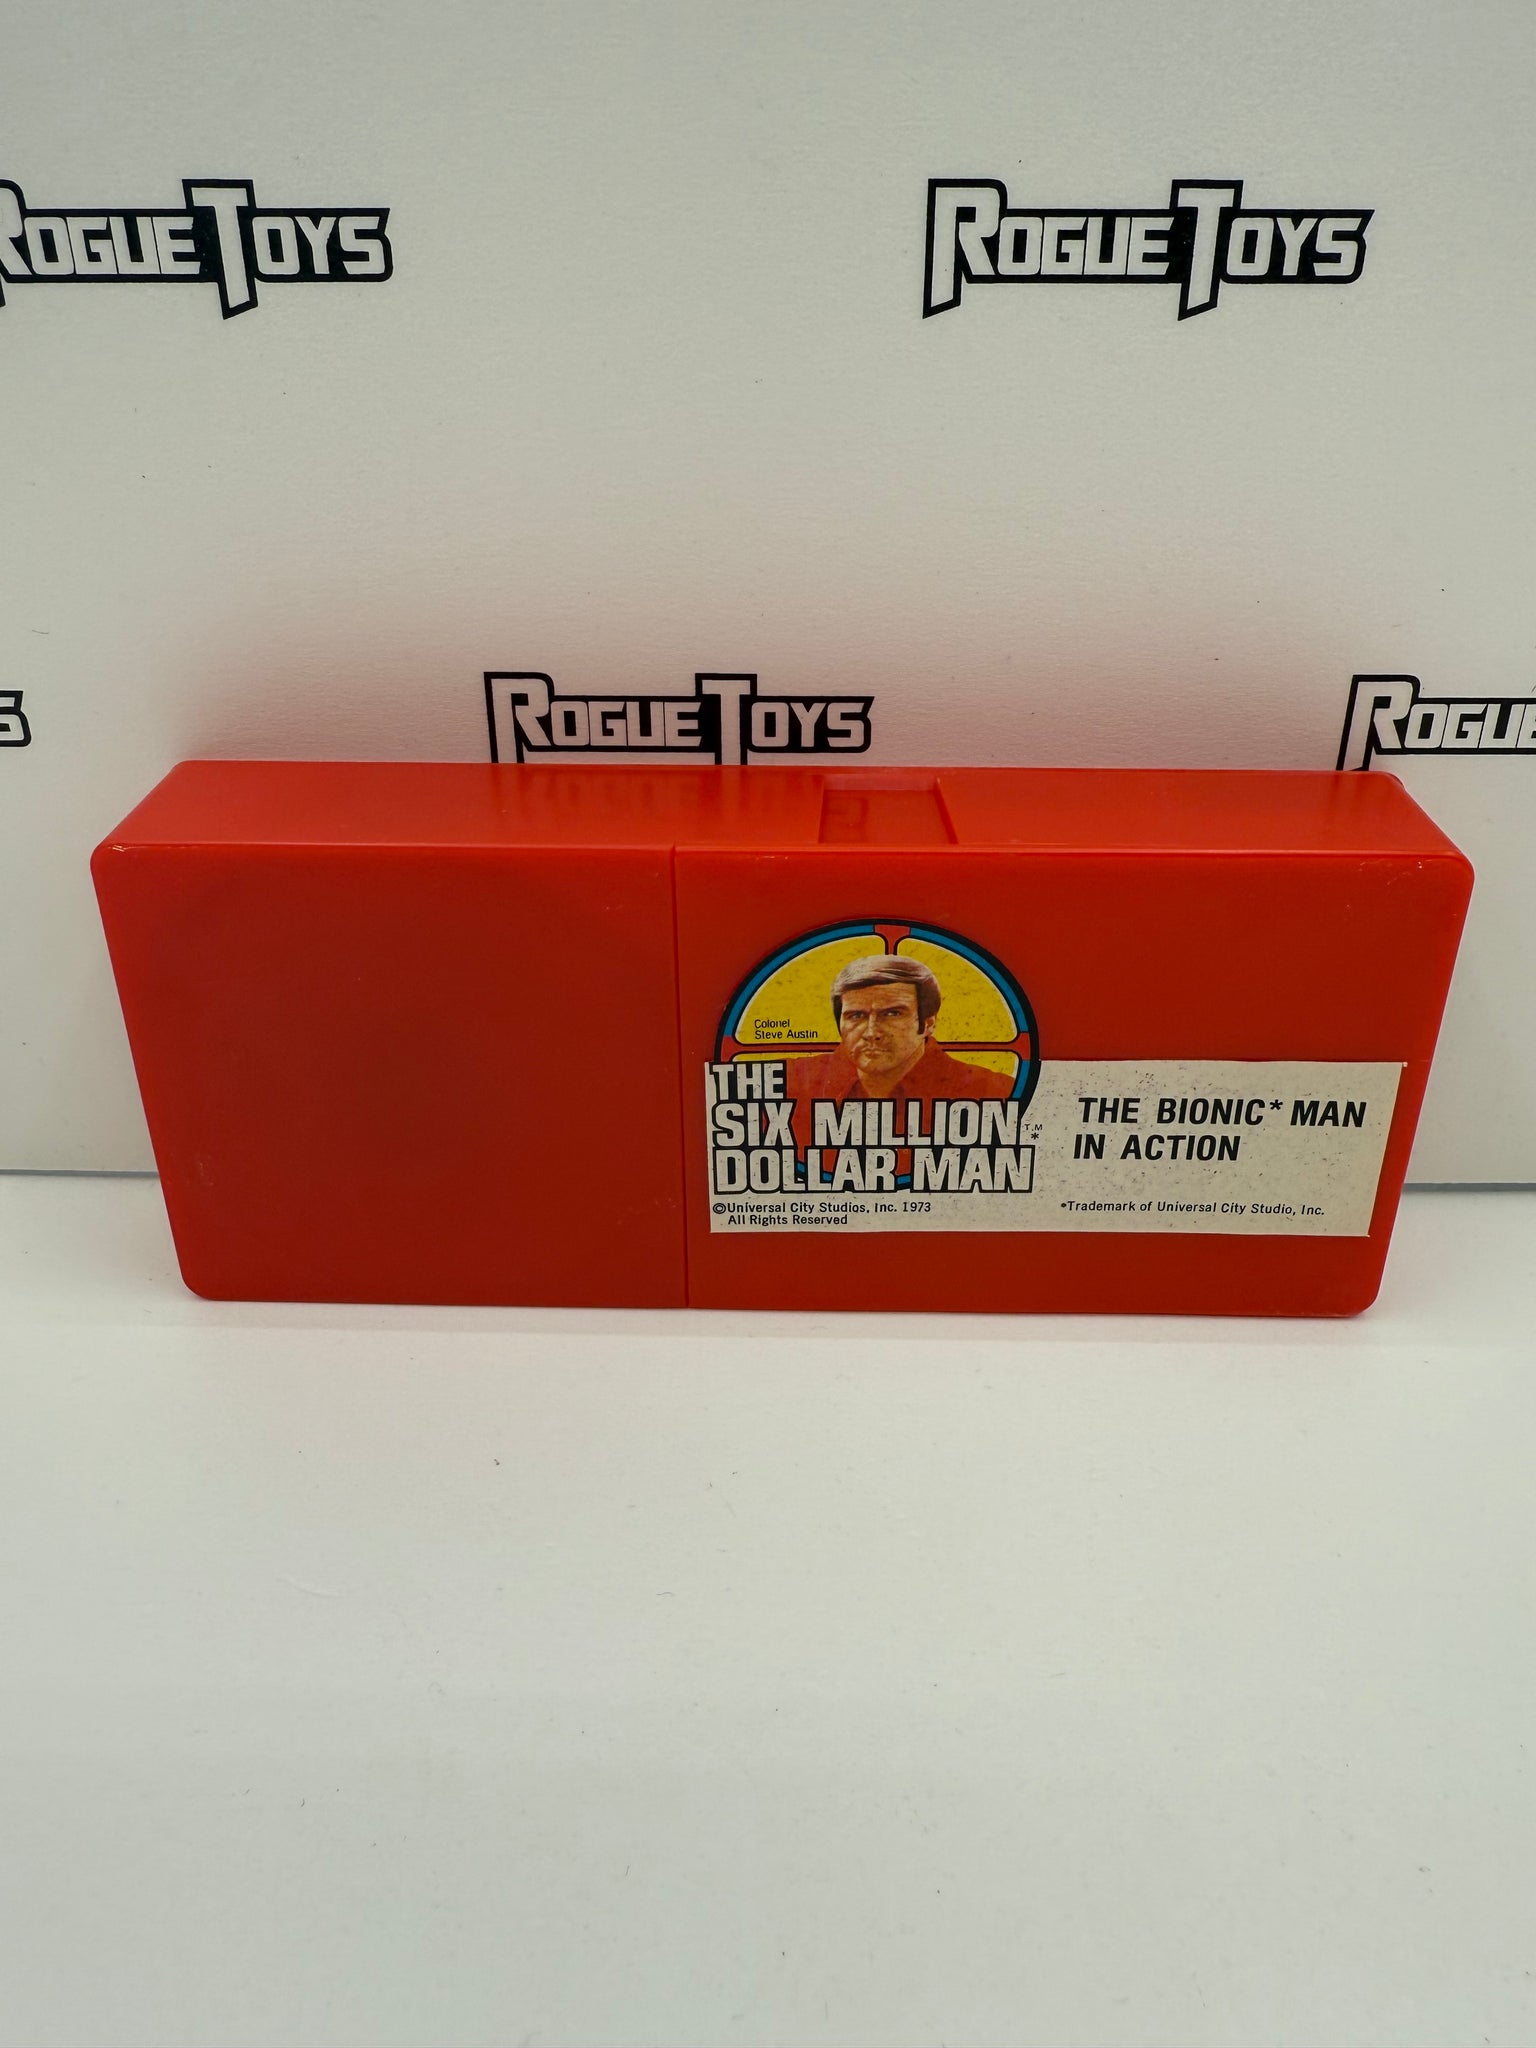 ROGUE TOYS
ROGUE TOYS
ROGUE TOYS
ROGUE
Colonel
Steve Austin
THE
SIX MILLION
DOLLAR MAN
T.M.
*
©Universal City Studios, Inc. 1973
All Rights Reserved
THE BIONIC* MAN
IN ACTION
*Trademark of Universal City Studio, Inc.